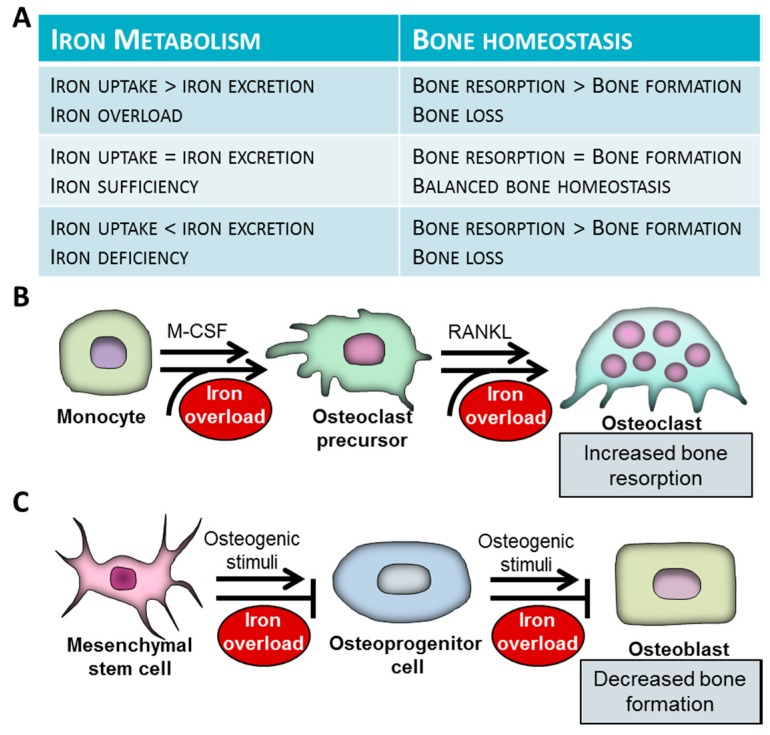 A
IRON METABOLISM
BONE HOMEOSTASIS
IRON UPTAKE > IRON EXCRETION
IRON OVERLOAD
BONE RESORPTION > BONE FORMATION
BONE LOSS
IRON UPTAKE = IRON EXCRETION
IRON SUFFICIENCY
BONE RESORPTION = BONE FORMATION
BALANCED BONE HOMEOSTASIS
IRON UPTAKE < IRON EXCRETION
IRON DEFICIENCY
BONE RESORPTION > BONE FORMATION
BONE LOSS
B
M-CSF
RANKL
Iron
overload
Iron
overload
Monocyte
Osteoclast
precursor
Osteoclast
Increased bone
resorption
C
Osteogenic
stimuli
Osteogenic
stimuli
Iron
overload
Iron
overload
Mesenchymal
stem cell
Osteoprogenitor
cell
Osteoblast
Decreased bone
formation